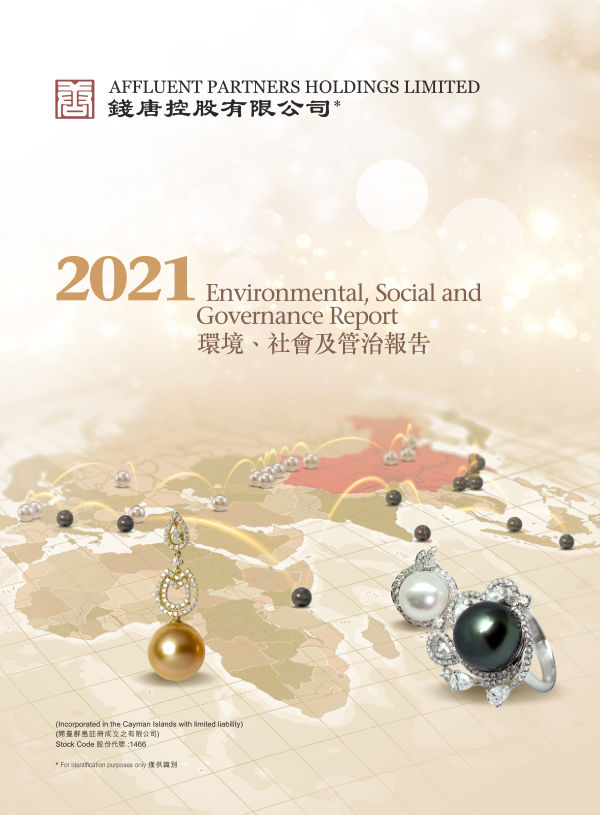 AFFLUENT PARTNERS HOLDINGS LIMITED
錢唐控股有限公司*
2021 Environmental, Social and
Governance Report
環境、社會及管治報告
(Incorporated in the Cayman Islands with limited liability)
(開曼群島註冊成立之有限公司)
Stock Code 股份代號 :1466
* For identification purposes only 僅供識別